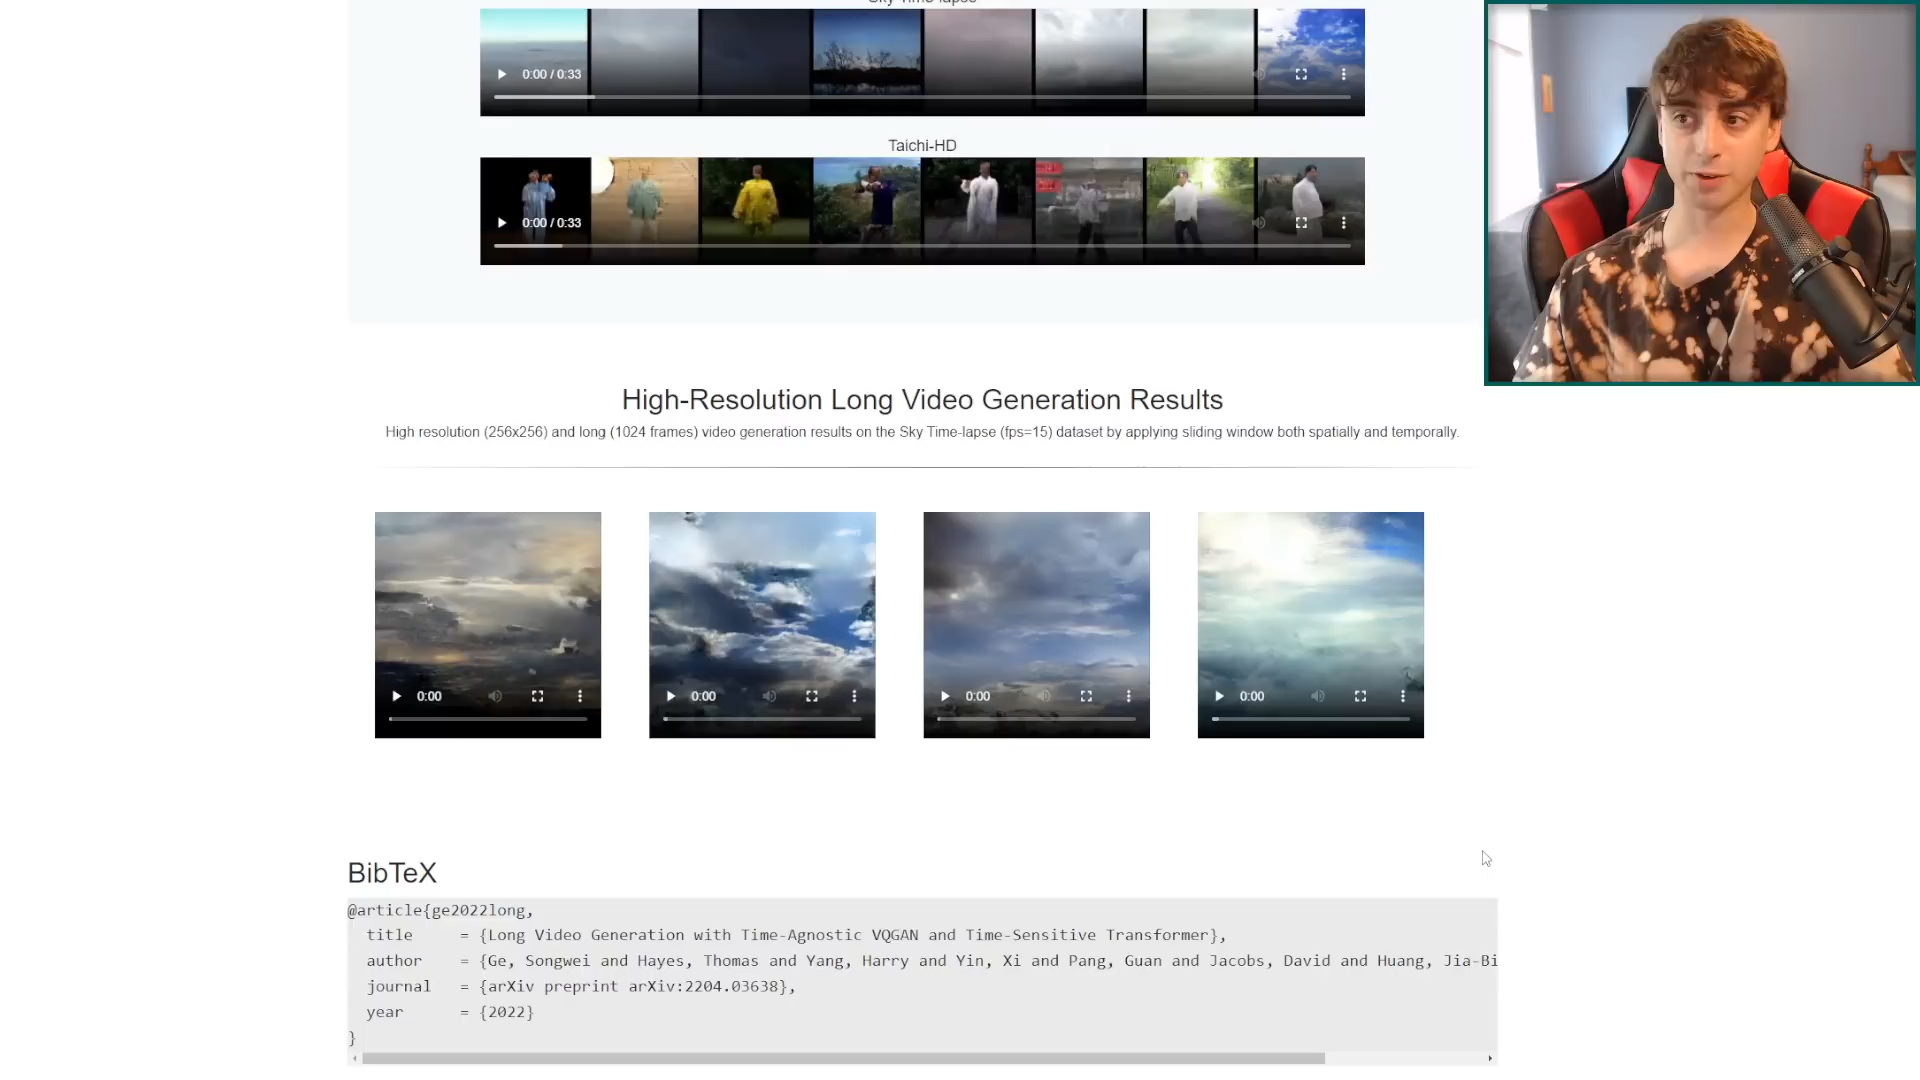 Sky Time-lapse
0:00 / 0:33
Taichi-HD
0:00 / 0:33
High-Resolution Long Video Generation Results
High resolution (256x256) and long (1024 frames) video generation results on the Sky Time-lapse (fps=15) dataset by applying sliding window both spatially and temporally.
0:00
0:00
0:00
0:00
BibTeX
@article{ge2022long,
title = {Long Video Generation with Time-Agnostic VQGAN and Time-Sensitive Transformer},
author = {Ge, Songwei and Hayes, Thomas and Yang, Harry and Yin, Xi and Pang, Guan and Jacobs, David and Huang, Jia-Bi
journal = {arXiv preprint arXiv:2204.03638},
year = {2022}
}